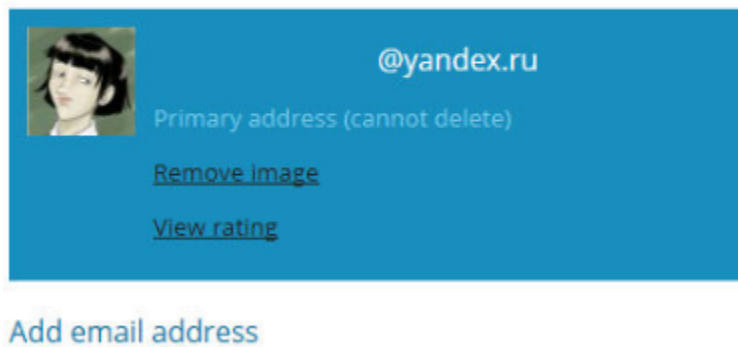 @yandex.ru
Primary address (cannot delete)
Remove image
View rating
Add email address